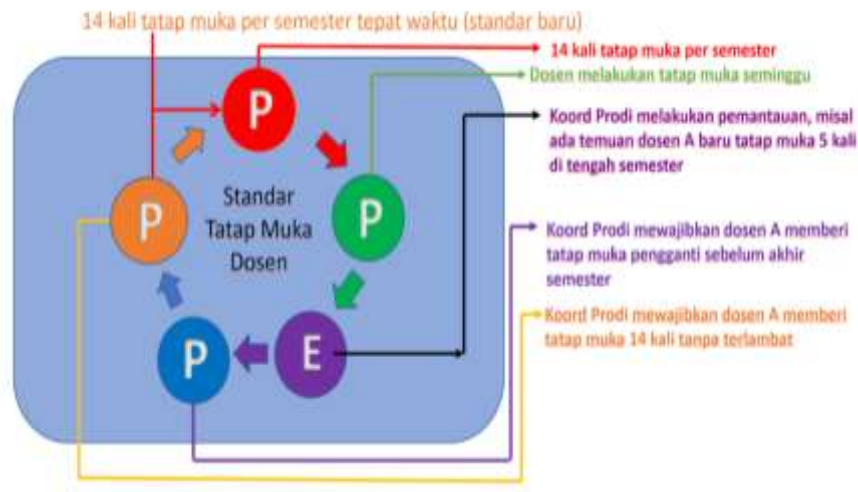 14 kali tatap muka per semester tepat waktu (standar baru)
14 kali tatap muka per semester
Dosen melakukan tatap muka seminggu
Koord Prodi melakukan pemantauan, misal
ada temuan dosen A baru tatap muka 5 kali
di tengah semester
Koord Prodi mewajibkan dosen A memberi
tatap muka pengganti sebelum akhir
semester
Koord Prodi mewajibkan dosen A memberi
tatap muka 14 kali tanpa terlambat
P
P
E
P
P
Standar
Tatap Muka
Dosen